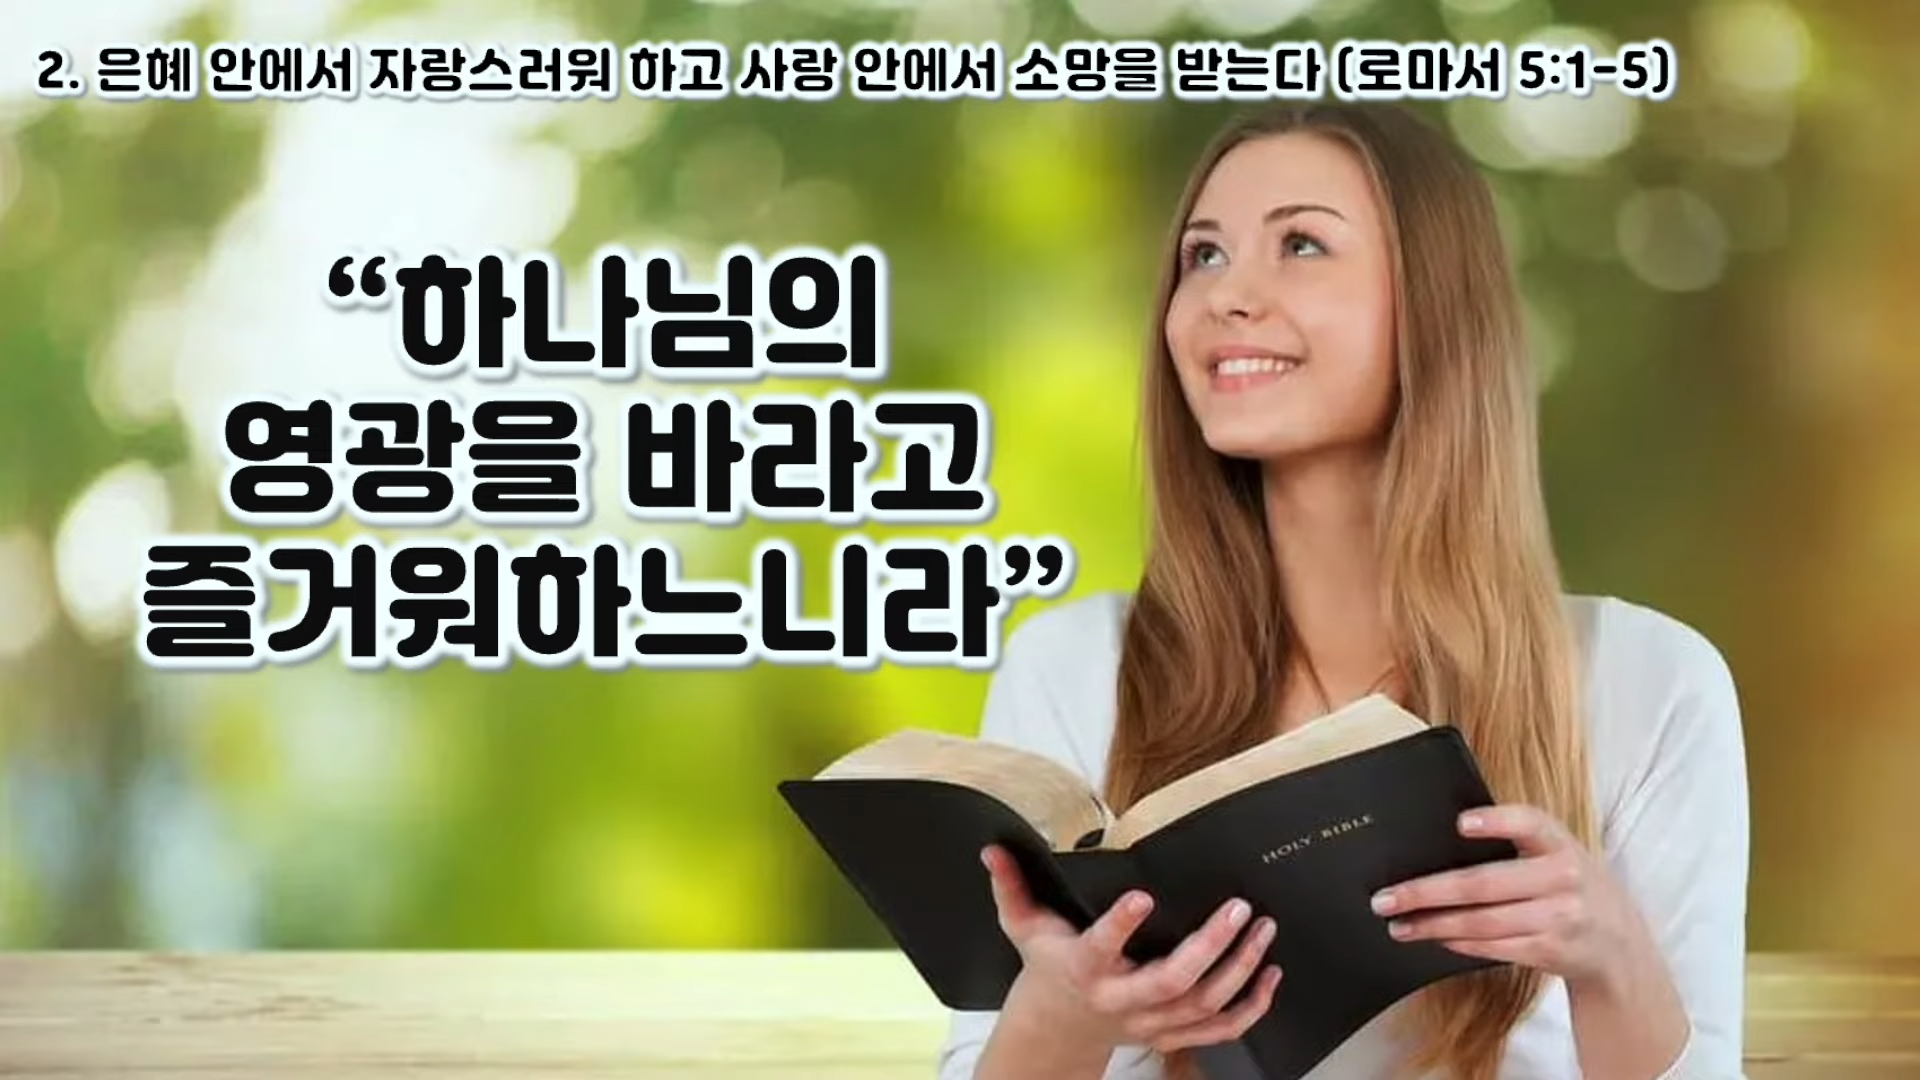 2. 은혜 안에서 자랑스러워 하고 사랑 안에서 소망을 받는다 (로마서 5:1-5)
“하나님의
영광을 바라고
즐거워하느니라”
HOLY BIBLE